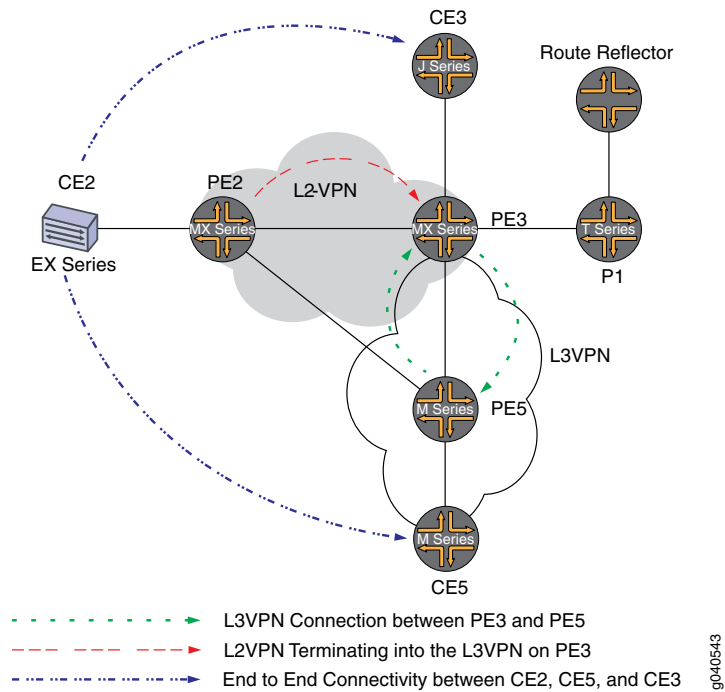 CE3
J Series
Route Reflector
CE2
PE2
L2-VPN
MX Series
MX Series
PE3
T Series
EX Series
P1
L3VPN
M Series
PE5
M Series
CE5
L3VPN Connection between PE3 and PE5
L2VPN Terminating into the L3VPN on PE3
End to End Connectivity between CE2, CE5, and CE3
g040543